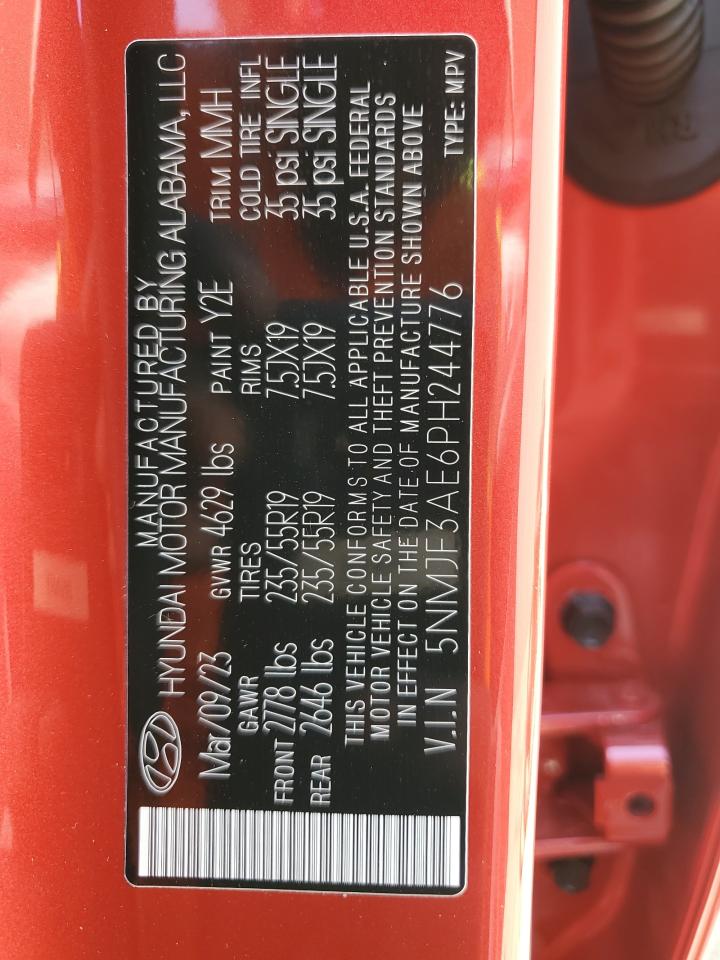 MANUFACTURED BY
HYUNDAI MOTOR MANUFACTURING ALABAMA, LLC
Mar/09/23 GVWR 4629 lbs PAINT Y2E TRIM MMH
GAWR TIRES RIMS COLD TIRE INFL
FRONT 2778 lbs 235/55R19 7.5JX19 35 psi SINGLE
REAR 2646 lbs 235/55R19 7.5JX19 35 psi SINGLE
THIS VEHICLE CONFORMS TO ALL APPLICABLE U.S.A. FEDERAL
MOTOR VEHICLE SAFETY AND THEFT PREVENTION STANDARDS
IN EFFECT ON THE DATE OF MANUFACTURE SHOWN ABOVE
V.I.N 5NMJF3AE6PH244776 TYPE: MPV